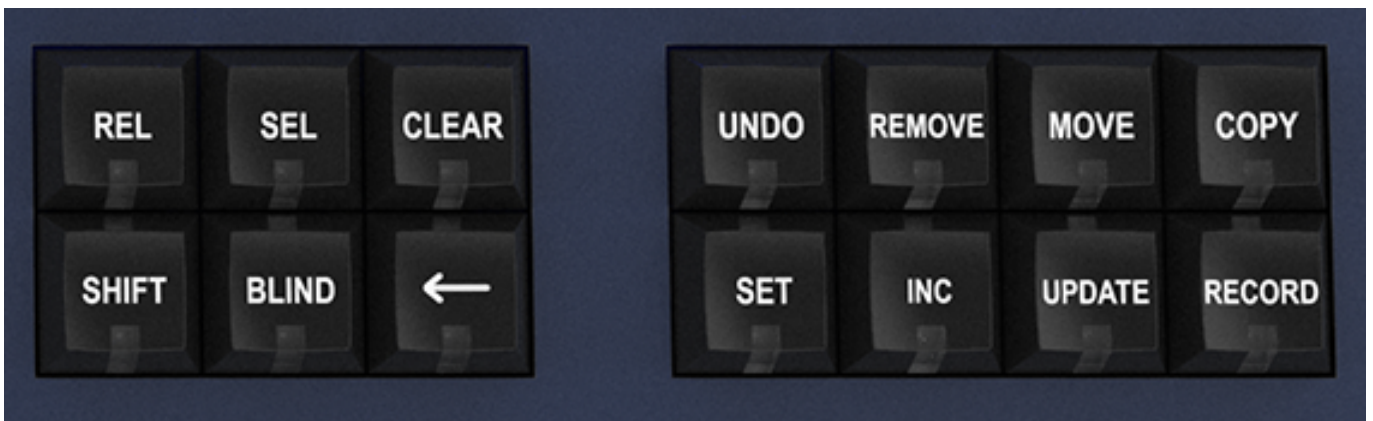 REL SEL CLEAR
SHIFT BLIND ←
UNDO REMOVE MOVE COPY
SET INC UPDATE RECORD